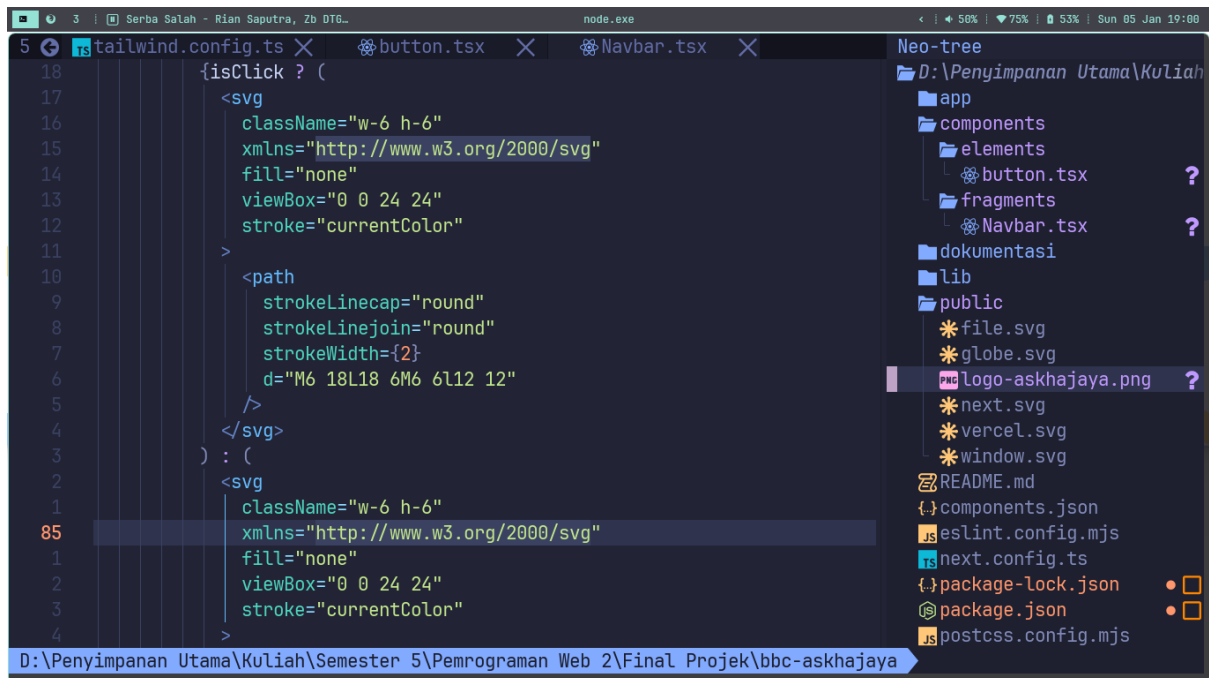 3 | Serba Salah - Rian Saputra, Zb DTG… node.exe < | 50% | 75% | 53% | Sun 05 Jan 19:00
5 tailwind.config.ts button.tsx Navbar.tsx
18 {isClick ? (
17 <svg
16 className="w-6 h-6"
15 xmlns="http://www.w3.org/2000/svg"
14 fill="none"
13 viewBox="0 0 24 24"
12 stroke="currentColor"
11 >
10 <path
9 strokeLinecap="round"
8 strokeLinejoin="round"
7 strokeWidth={2}
6 d="M6 18L18 6M6 6l12 12"
5 />
4 </svg>
3 ) : (
2 <svg
1 className="w-6 h-6"
85 xmlns="http://www.w3.org/2000/svg"
1 fill="none"
2 viewBox="0 0 24 24"
3 stroke="currentColor"
4 >
Neo-tree
D:\Penyimpanan Utama\Kuliah
app
components
elements
button.tsx ?
fragments
Navbar.tsx ?
dokumentasi
lib
public
file.svg
globe.svg
PNG logo-askhajaya.png ?
next.svg
vercel.svg
window.svg
README.md
{..} components.json
JS eslint.config.mjs
TS next.config.ts
{..} package-lock.json
package.json
JS postcss.config.mjs
D:\Penyimpanan Utama\Kuliah\Semester 5\Pemrograman Web 2\Final Projek\bbc-askhajaya